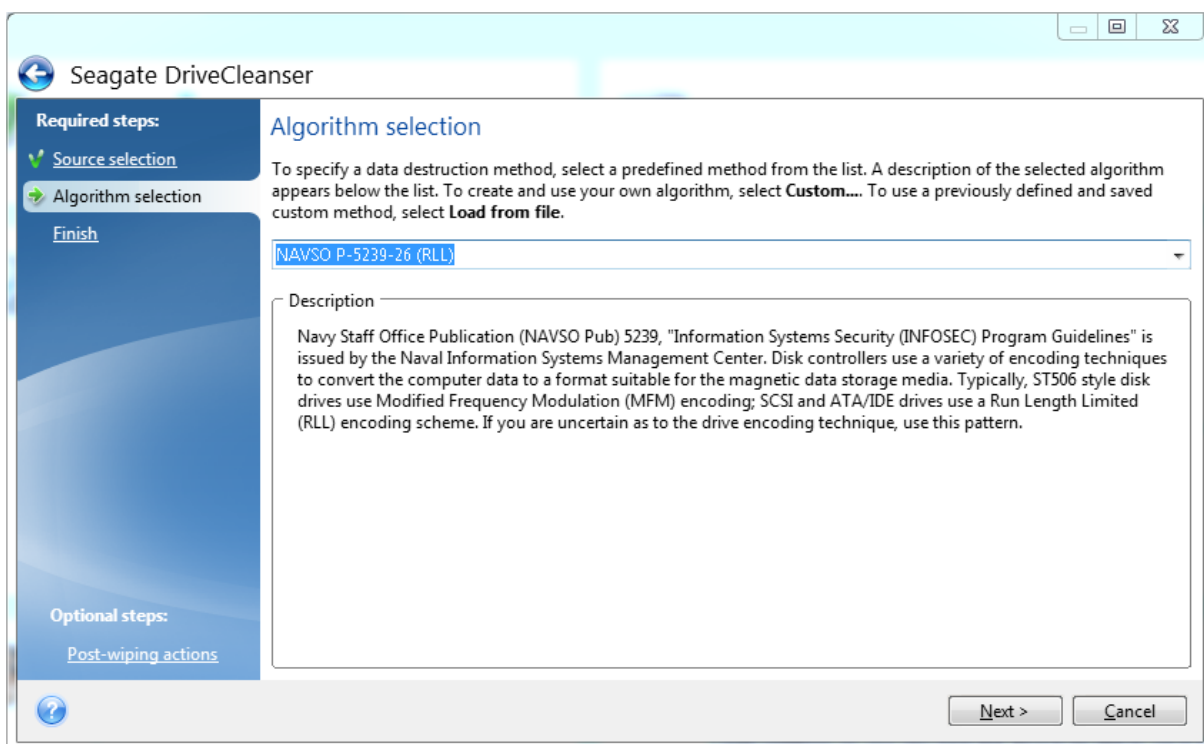 Seagate DriveCleanser
Required steps:
Source selection
Algorithm selection
Finish
Algorithm selection
To specify a data destruction method, select a predefined method from the list. A description of the selected algorithm
appears below the list. To create and use your own algorithm, select Custom.... To use a previously defined and saved
custom method, select Load from file.
NAVSO P-5239-26 (RLL)
Description
Navy Staff Office Publication (NAVSO Pub) 5239, "Information Systems Security (INFOSEC) Program Guidelines" is
issued by the Naval Information Systems Management Center. Disk controllers use a variety of encoding techniques
to convert the computer data to a format suitable for the magnetic data storage media. Typically, ST506 style disk
drives use Modified Frequency Modulation (MFM) encoding; SCSI and ATA/IDE drives use a Run Length Limited
(RLL) encoding scheme. If you are uncertain as to the drive encoding technique, use this pattern.
Optional steps:
Post-wiping actions
?
Next >
Cancel